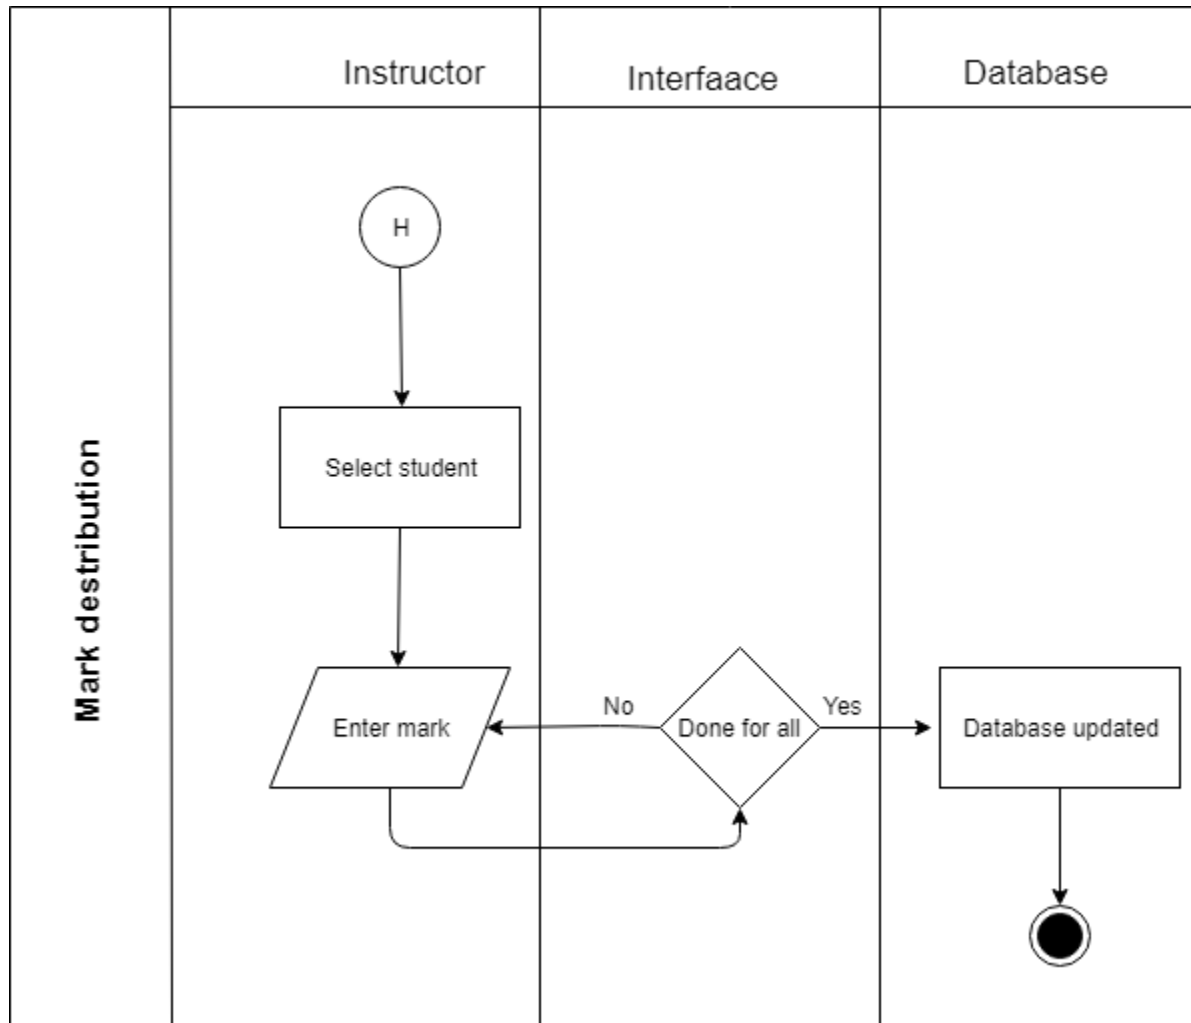 Instructor
Interfaace
Database
H
Select student
Mark destribution
Enter mark
No
Done for all
Yes
Database updated